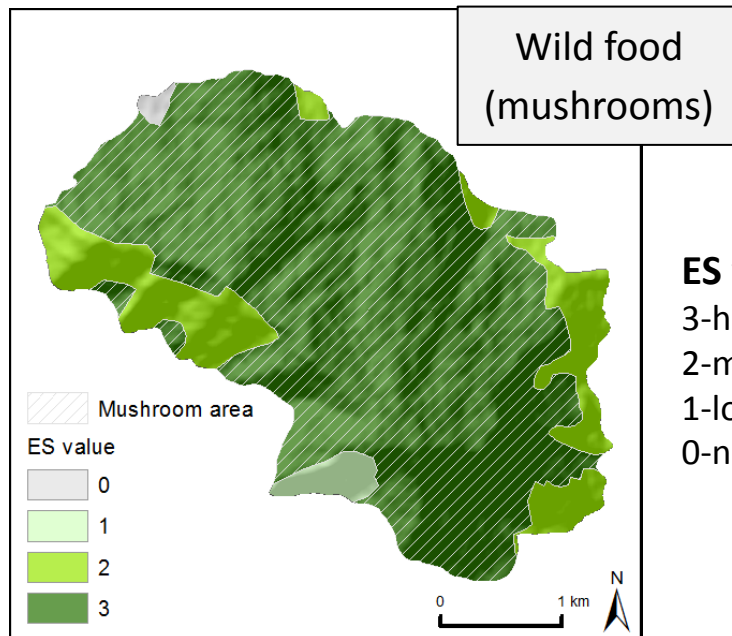 Wild food
(mushrooms)
ES
3-h
2-m
1-lo
0-n
Mushroom area
ES value
0
1
2
3
0 1 km
N